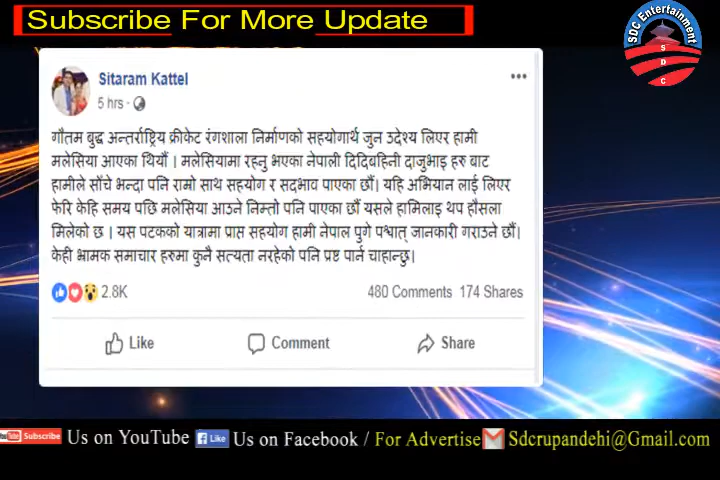 Subscribe For More Update
SDC Entertainment
S
D
C
Sitaram Kattel
5 hrs
गौतम बुद्ध अन्तर्राष्ट्रिय क्रीकेट रंगशाला निर्माणको सहयोगार्थ जुन उदेश्य लिएर हामी
मलेसिया आएका थियौं । मलेसियामा रहनु भएका नेपाली दिदिबहिनी दाजुभाइ हरु बाट
हामीले सोंचे भन्दा पनि राम्रो साथ सहयोग र सदभाव पाएका छौं। यहि अभियान लाई लिएर
फेरि केहि समय पछि मलेसिया आउने निम्तो पनि पाएका छौं यसले हामिलाइ थप हौसला
मिलेको छ । यस पटकको यात्रामा प्राप्त सहयोग हामी नेपाल पुगे पश्चात् जानकारी गराउने छौं।
केही भ्रामक समाचार हरुमा कुनै सत्यता नरहेको पनि प्रष्ट पार्न चाहान्छु।
2.8K
480 Comments 174 Shares
Like Comment Share
Subscribe Us on YouTube Like Us on Facebook / For Advertise Sdcrupandehi@Gmail.com